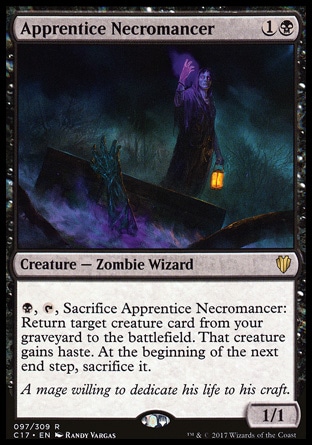 Apprentice Necromancer 1
Creature — Zombie Wizard
, , Sacrifice Apprentice Necromancer:
Return target creature card from your
graveyard to the battlefield. That creature
gains haste. At the beginning of the next
end step, sacrifice it.
A mage willing to dedicate his life to his craft.
1/1
097/309 R
C17 • EN RANDY VARGAS
™ & © 2017 Wizards of the Coast